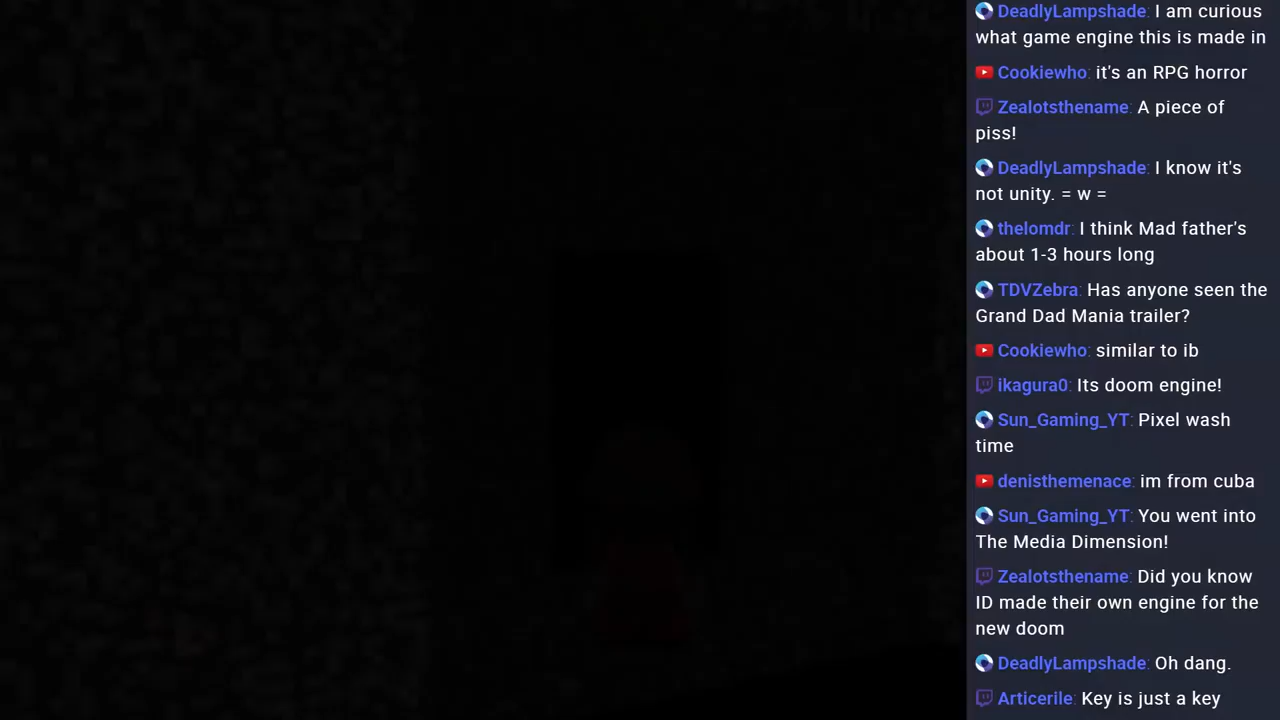 DeadlyLampshade: I am curious
what game engine this is made in
Cookiewho: it's an RPG horror
Zealotsthename: A piece of
piss!
DeadlyLampshade: I know it's
not unity. = w =
thelomdr: I think Mad father's
about 1-3 hours long
TDVZebra: Has anyone seen the
Grand Dad Mania trailer?
Cookiewho: similar to ib
ikagura0: Its doom engine!
Sun_Gaming_YT: Pixel wash
time
denisthemenace: im from cuba
Sun_Gaming_YT: You went into
The Media Dimension!
Zealotsthename: Did you know
ID made their own engine for the
new doom
DeadlyLampshade: Oh dang.
Articerile: Key is just a key